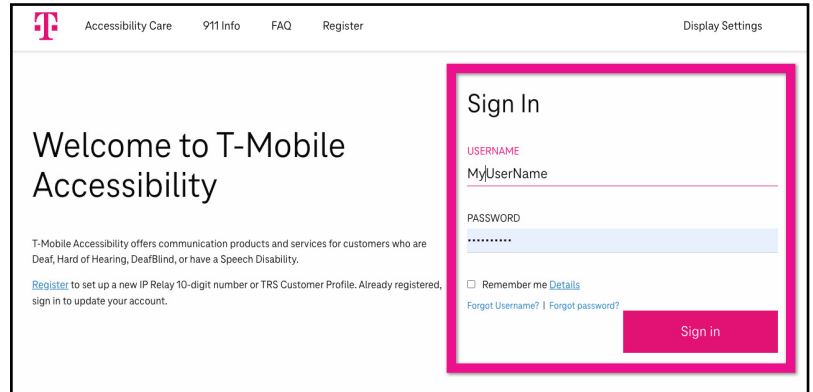 T Accessibility Care 911 Info FAQ Register Display Settings
Welcome to T-Mobile
Accessibility
T-Mobile Accessibility offers communication products and services for customers who are
Deaf, Hard of Hearing, DeafBlind, or have a Speech Disability.
Register to set up a new IP Relay 10-digit number or TRS Customer Profile. Already registered,
sign in to update your account.
Sign In
USERNAME
MyUserName
PASSWORD
••••••••••
Remember me Details
Forgot Username? | Forgot password?
Sign in